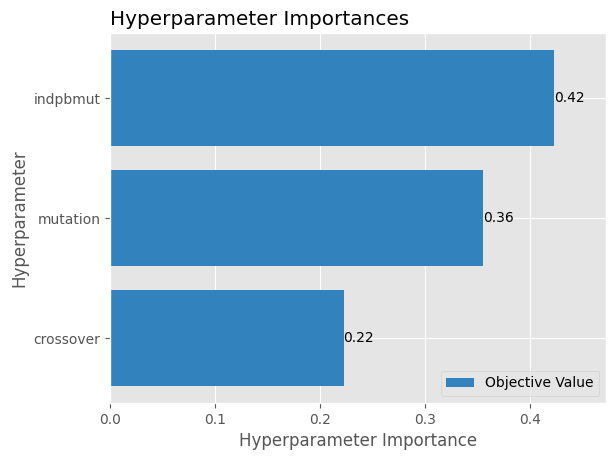 Hyperparameter Importances
Hyperparameter
indpbmut
0.42
mutation
0.36
crossover
0.22
Objective Value
0.0 0.1 0.2 0.3 0.4
Hyperparameter Importance